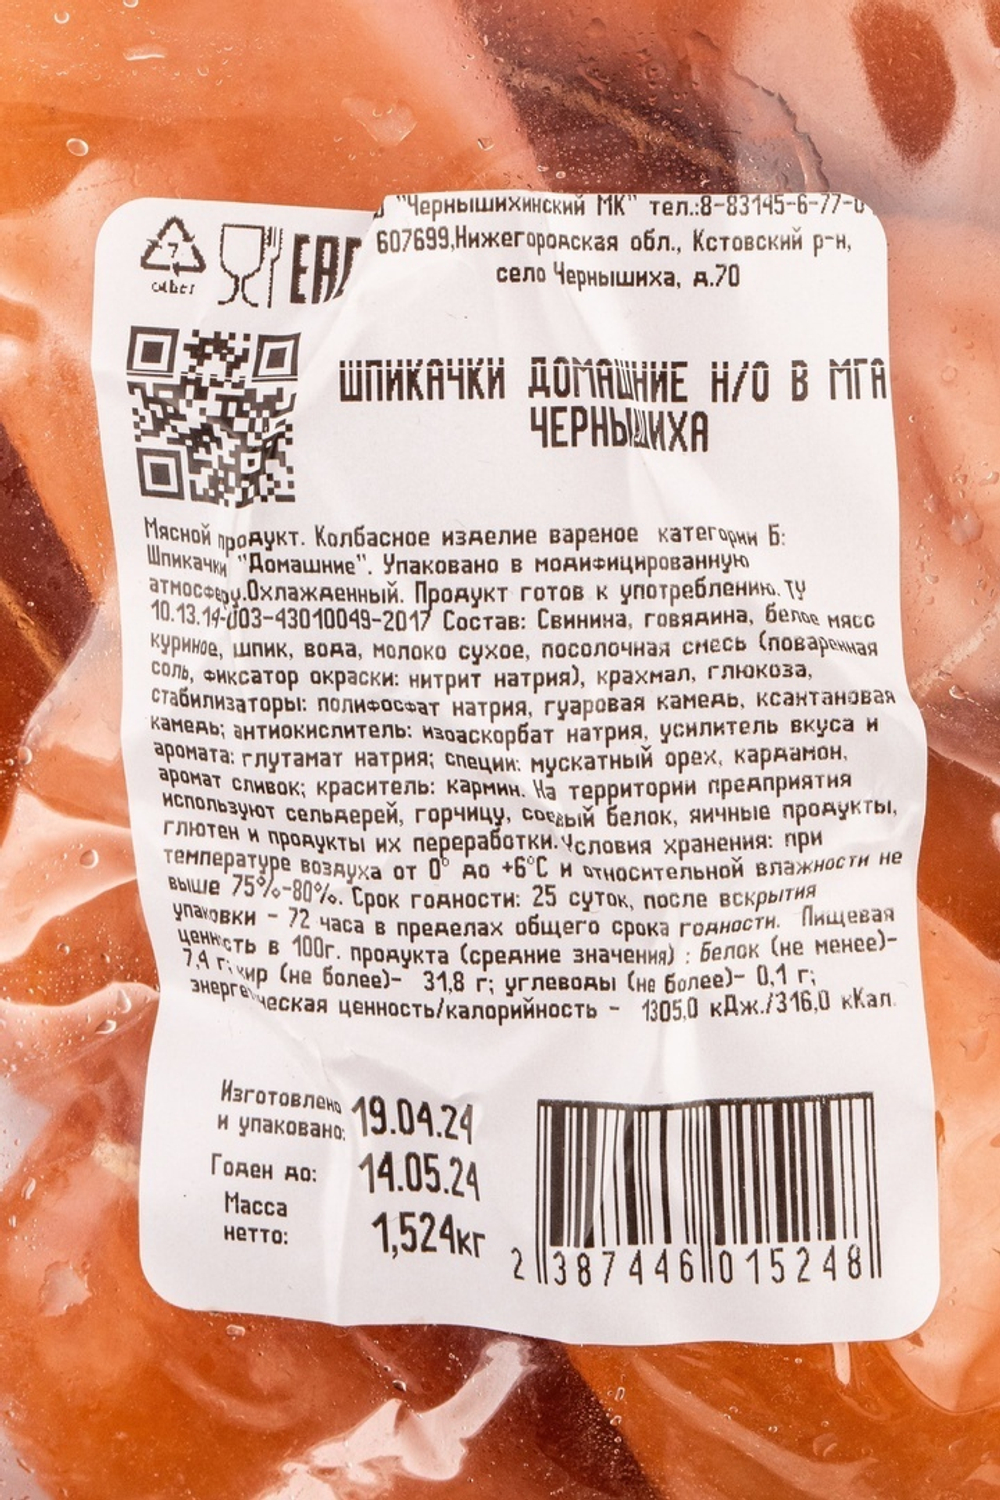 "Чернышихинский МК" тел.:8-83145-6-77-0
607699,Нижегородская обл., Кстовский р-н,
село Чернышиха, д.70
7
other
EAC
ШПИКАЧКИ ДОМАШНИЕ Н/О В МГА
ЧЕРНЫШИХА
Мясной продукт. Колбасное изделие вареное категории Б:
Шпикачки "Домашние". Упаковано в модифицированную
атмосферу.Охлажденный. Продукт готов к употреблению. ТУ
10.13.14-003-43010049-2017 Состав: Свинина, говядина, белое мясо
куриное, шпик, вода, молоко сухое, посолочная смесь (поваренная
соль, фиксатор окраски: нитрит натрия), крахмал, глюкоза,
стабилизаторы: полифосфат натрия, гуаровая камедь, ксантановая
камедь; антиокислитель: изоаскорбат натрия, усилитель вкуса и
аромата: глутамат натрия; специи: мускатный орех, кардамон,
аромат сливок; краситель: кармин. На территории предприятия
используют сельдерей, горчицу, соевый белок, яичные продукты,
глютен и продукты их переработки.Условия хранения: при
температуре воздуха от 0° до +6°С и относительной влажности не
выше 75%-80%. Срок годности: 25 суток, после вскрытия
упаковки - 72 часа в пределах общего срока годности. Пищевая
ценность в 100г. продукта (средние значения) : Белок (не менее)-
7,4 г; жир (не более)- 31,8 г; углеводы (не более)- 0,1 г;
энергетическая ценность/калорийность - 1305,0 кДж./316,0 кКал.
Изготовлено
и упаковано: 19.04.24
Годен до: 14.05.24
Масса
нетто: 1,524кг
2 387446 015248